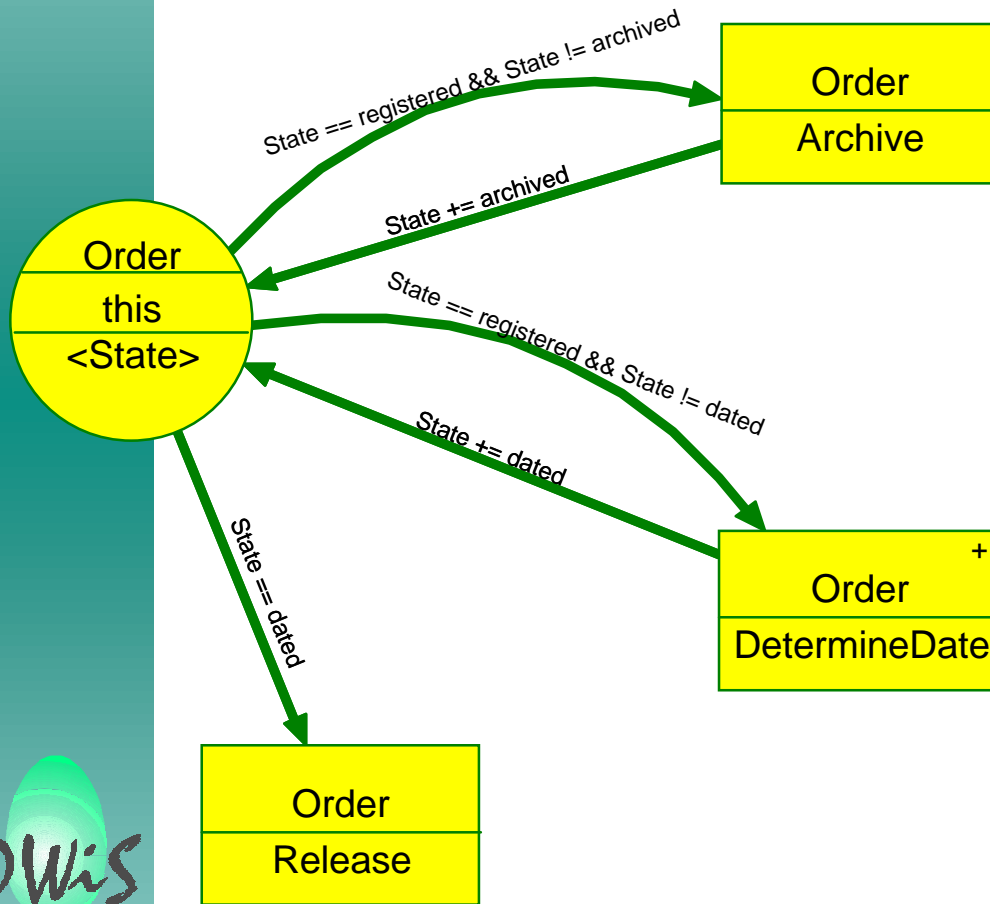 State == registered && State != archived
Order
Archive
State += archived
Order
this
<State>
State == registered && State != dated
State += dated
+
Order
DetermineDate
State == dated
Order
Release
WiS